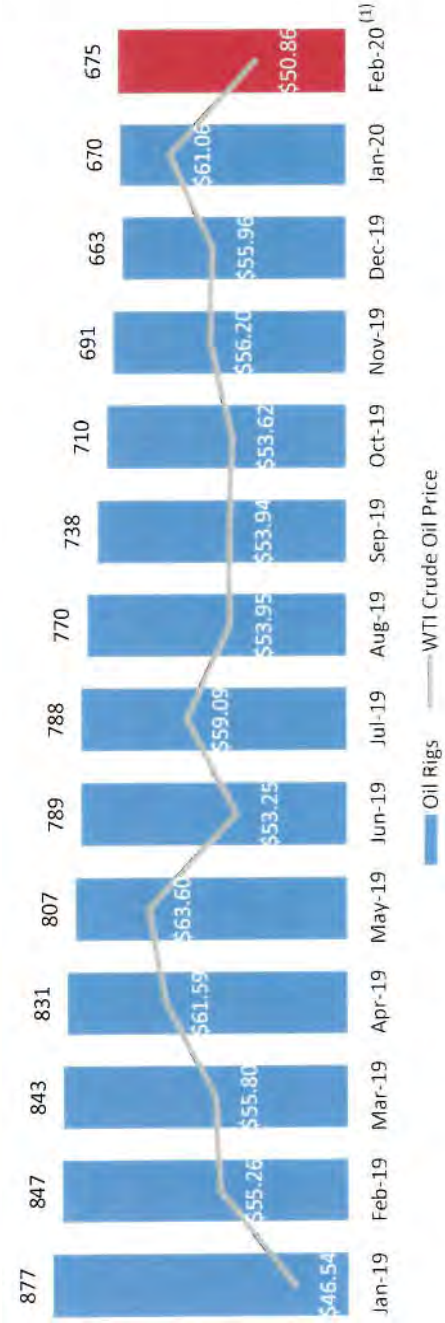 877 847 843 831 807 789 788 770 738 710 691 663 670 675
$46.54 $55.26 $55.80 $61.59 $63.60 $53.25 $59.09 $53.95 $53.94 $53.62 $56.20 $55.96 $61.06 $50.86
Jan-19 Feb-19 Mar-19 Apr-19 May-19 Jun-19 Jul-19 Aug-19 Sep-19 Oct-19 Nov-19 Dec-19 Jan-20 Feb-20 (1)
Oil Rigs WTI Crude Oil Price